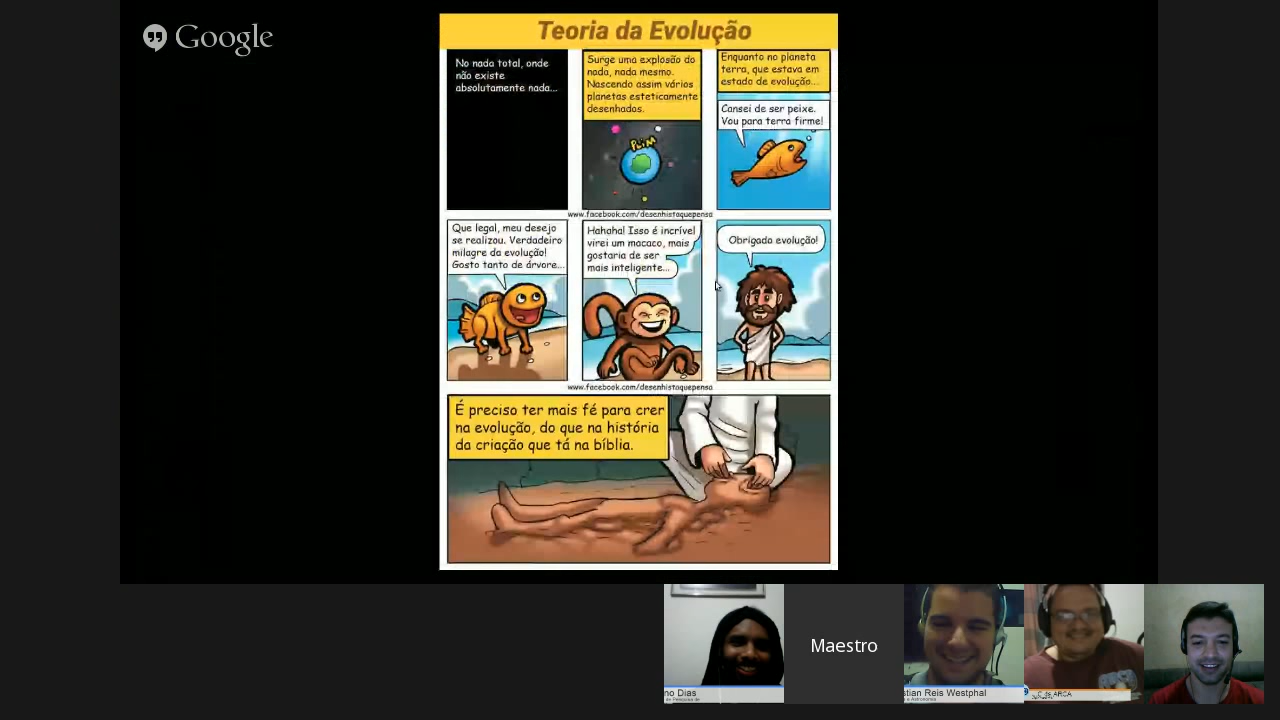 Google
Teoria da Evolução
No nada total, onde
não existe
absolutamente nada...
Surge uma explosão do
nada, nada mesmo.
Nascendo assim vários
planetas esteticamente
desenhados.
PLIM
Enquanto no planeta
terra, que estava em
estado de evolução...
Cansei de ser peixe.
Vou para terra firme!
www.facebook.com/desenhistaquepensa
Que legal, meu desejo
se realizou. Verdadeiro
milagre da evolução!
Gosto tanto de árvore...
Hahaha! Isso é incrível
virei um macaco, mais
gostaria de ser
mais inteligente...
Obrigado evolução!
www.facebook.com/desenhistaquepensa
É preciso ter mais fé para crer
na evolução, do que na história
da criação que tá na bíblia.
Maestro
no Dias
stian Reis Westphal
ARCA